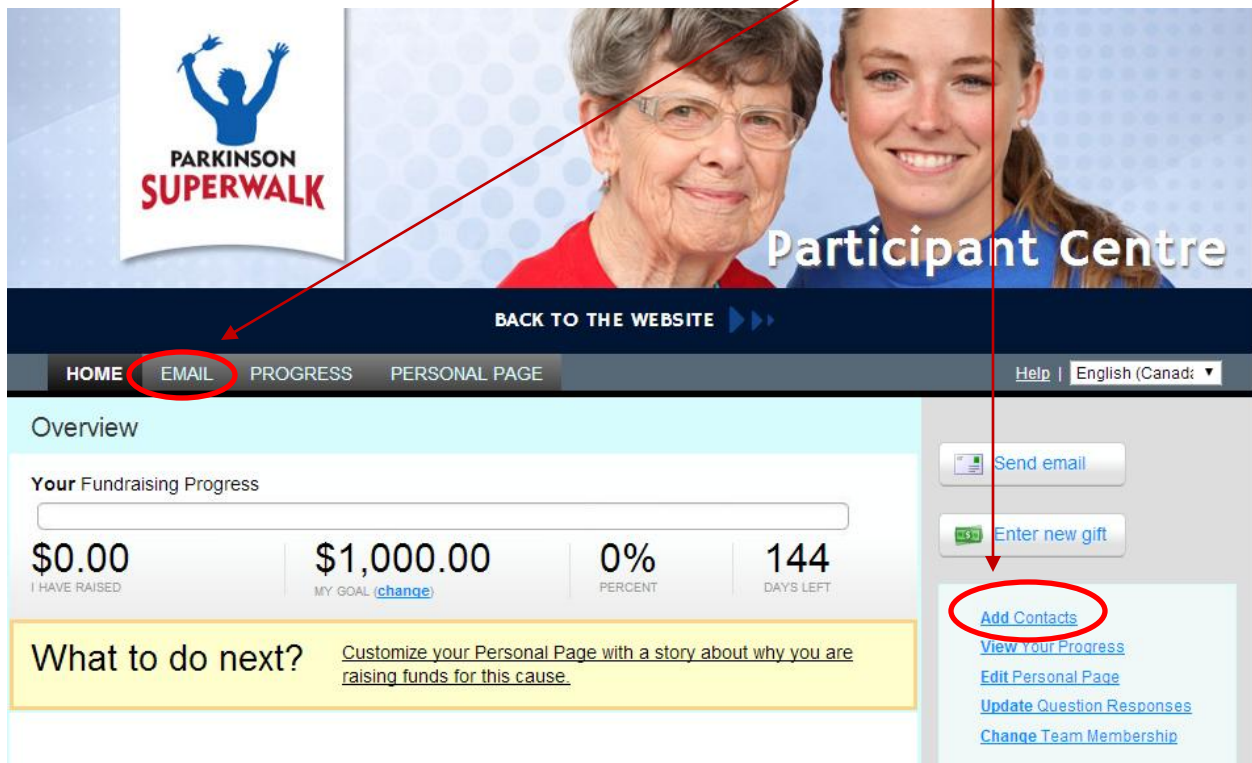 PARKINSON
SUPERWALK
Participant Centre
BACK TO THE WEBSITE
HOME EMAIL PROGRESS PERSONAL PAGE Help | English (Canada
Overview
Your Fundraising Progress
$0.00 $1,000.00 0% 144
I HAVE RAISED MY GOAL (change) PERCENT DAYS LEFT
What to do next? Customize your Personal Page with a story about why you are
raising funds for this cause.
Send email
Enter new gift
Add Contacts
View Your Progress
Edit Personal Page
Update Question Responses
Change Team Membership